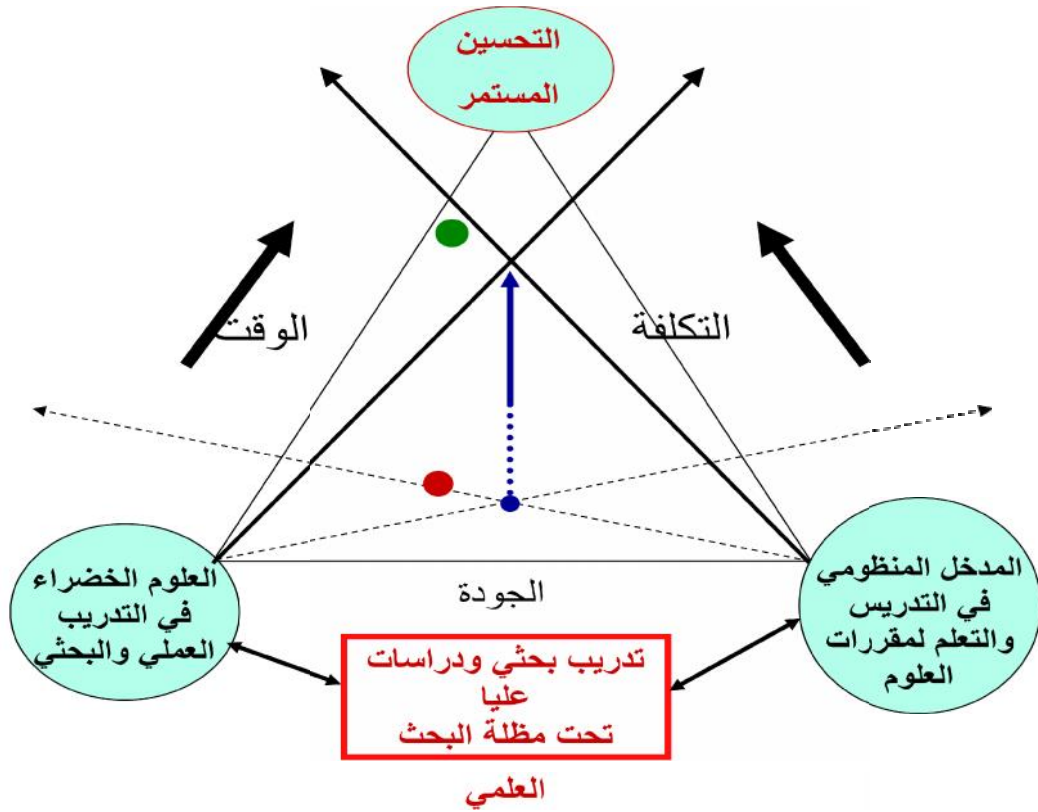 التحسين
المستمر
الوقت
التكلفة
العلوم الخضراء
في التدريب
العملي والبحثي
الجودة
المدخل المنظومي
في التدريس
والتعلم لمقررات
العلوم
تدريب بحثي ودراسات
عليا
تحت مظلة البحث
العلمي